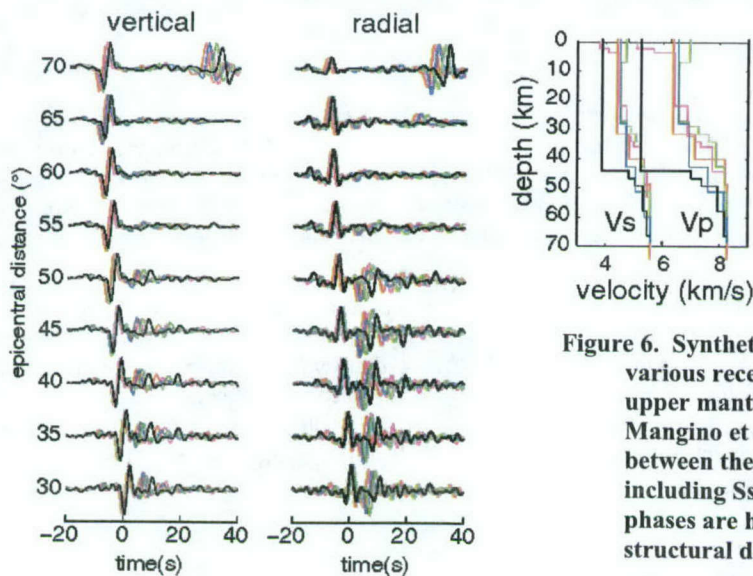 vertical
radial
epicentral distance (°)
70
65
60
55
50
45
40
35
30
−20 0 20 40
time(s)
−20 0 20 40
time(s)
depth (km)
0
10
20
30
40
50
60
70
Vs Vp
4 6 8
velocity (km/s)
Figure 6. Synthet
various rece
upper mant
Mangino et
between the
including Ss
phases are h
structural d